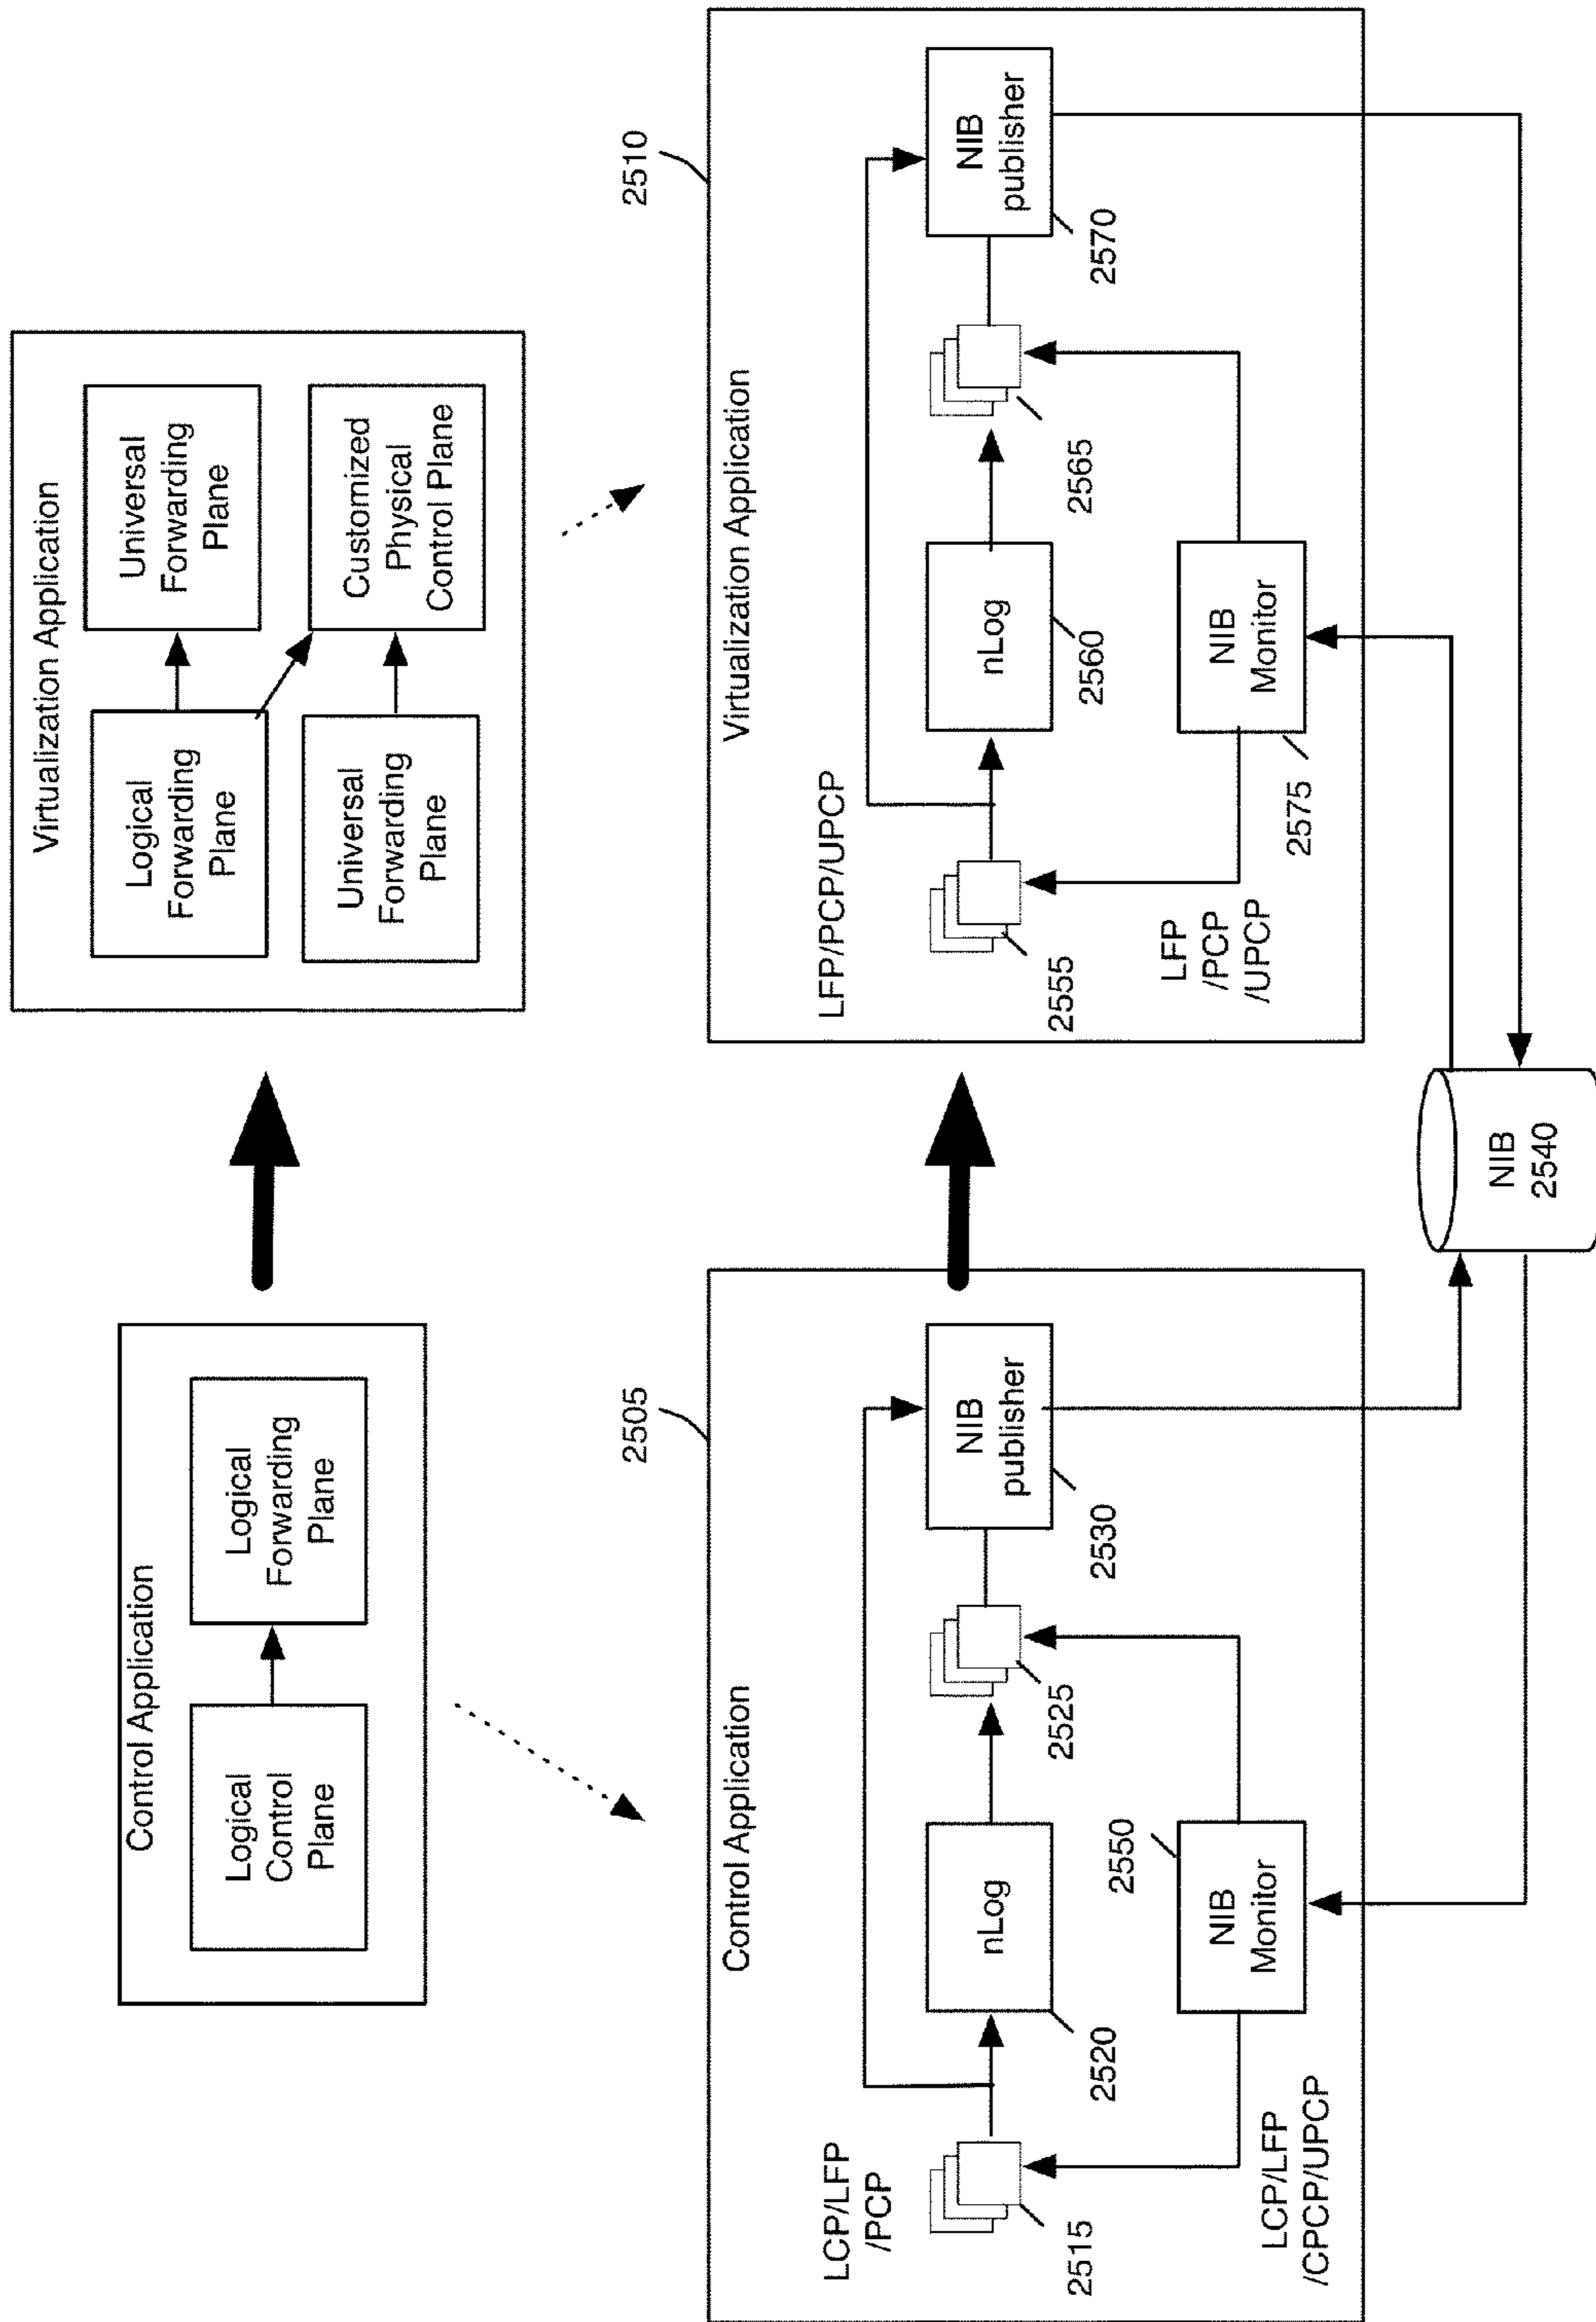 Control Application
Logical
Control
Plane
Logical
Forwarding
Plane
Virtualization Application
Logical
Forwarding
Plane
Universal
Forwarding
Plane
Universal
Forwarding
Plane
Customized
Physical
Control Plane
2505
Control Application
LCP/LFP
/PCP
2515
nLog
2520
2525
NIB
publisher
2530
LCP/LFP
/CPCP/UPCP
NIB
Monitor
2550
2510
Virtualization Application
LFP/PCP/UPCP
2555
nLog
2560
2565
NIB
publisher
2570
LFP
/PCP
/UPCP
NIB
Monitor
2575
NIB
2540